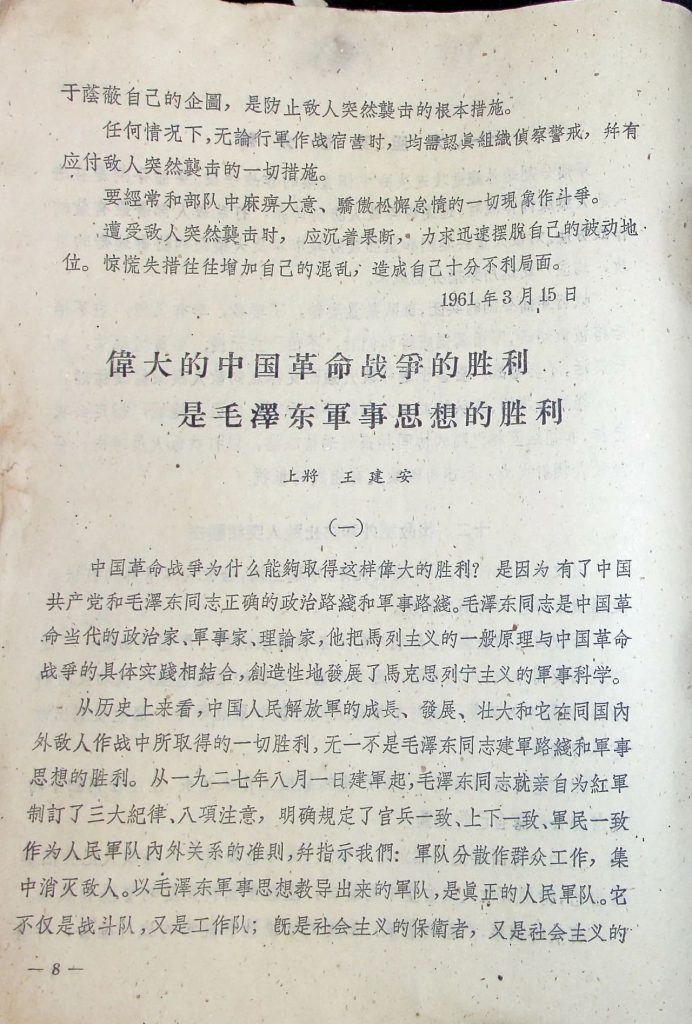 于蔭蔽自己的企圖，是防止敌人突然襲击的根本措施。
任何情况下，无論行軍作战宿营时，均需認眞組織偵察警戒，幷有
应付敌人突然襲击的一切措施。
要經常和部队中麻痹大意、驕傲松懈怠惰的一切現象作斗爭。
遭受敌人突然襲击时，应沉着果断，力求迅速摆脫自己的被动地
位。惊慌失措往往增加自己的混乱，造成自己十分不利局面。
1961年3月15日
偉大的中国革命战爭的胜利
是毛澤东軍事思想的胜利
上將 王建安
（一）
中国革命战爭为什么能夠取得这样偉大的胜利？是因为有了中国
共产党和毛澤东同志正确的政治路綫和軍事路綫。毛澤东同志是中国革
命当代的政治家、軍事家、理論家，他把馬列主义的一般原理与中国革命
战爭的具体实踐相結合，創造性地發展了馬克思列宁主义的軍事科学。
从历史上来看，中国人民解放軍的成長、發展、壮大和它在同国內
外敌人作战中所取得的一切胜利，无一不是毛澤东同志建軍路綫和軍事
思想的胜利。从一九二七年八月一日建軍起，毛澤东同志就亲自为紅軍
制訂了三大紀律、八項注意，明确規定了官兵一致、上下一致、軍民一致
作为人民軍队內外关系的准則，幷指示我們：軍队分散作群众工作，集
中消灭敌人。以毛澤东軍事思想教导出来的軍队，是眞正的人民軍队。它
不仅是战斗队，又是工作队；旣是社会主义的保衛者，又是社会主义的
— 8 —